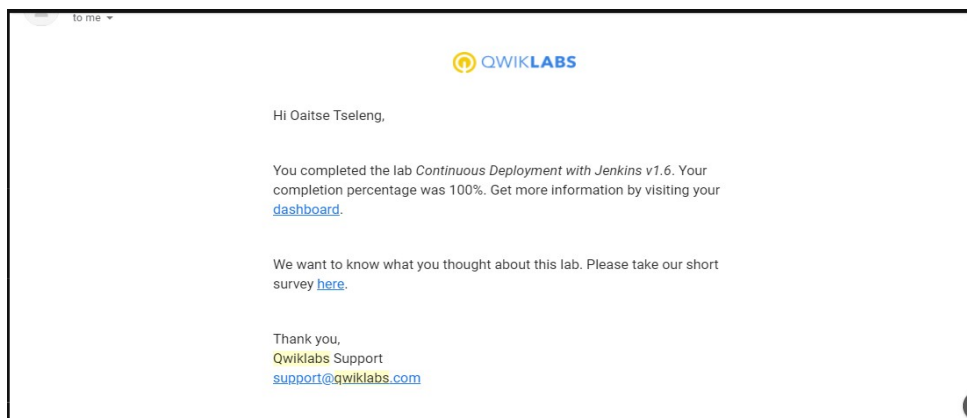 to me
QWIKLABS
Hi Oaitse Tseleng,
You completed the lab Continuous Deployment with Jenkins v1.6. Your
completion percentage was 100%. Get more information by visiting your
dashboard.
We want to know what you thought about this lab. Please take our short
survey here.
Thank you,
Qwiklabs Support
support@qwiklabs.com